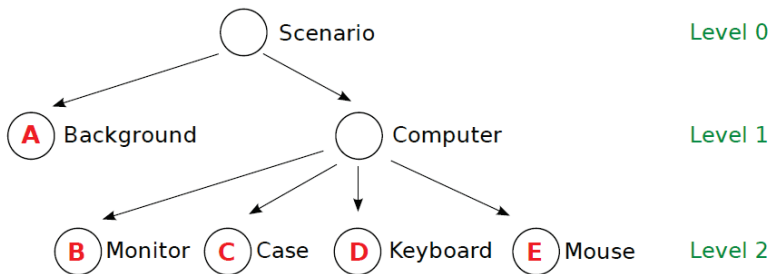 Scenario Level 0
A Background Computer Level 1
B Monitor C Case D Keyboard E Mouse Level 2